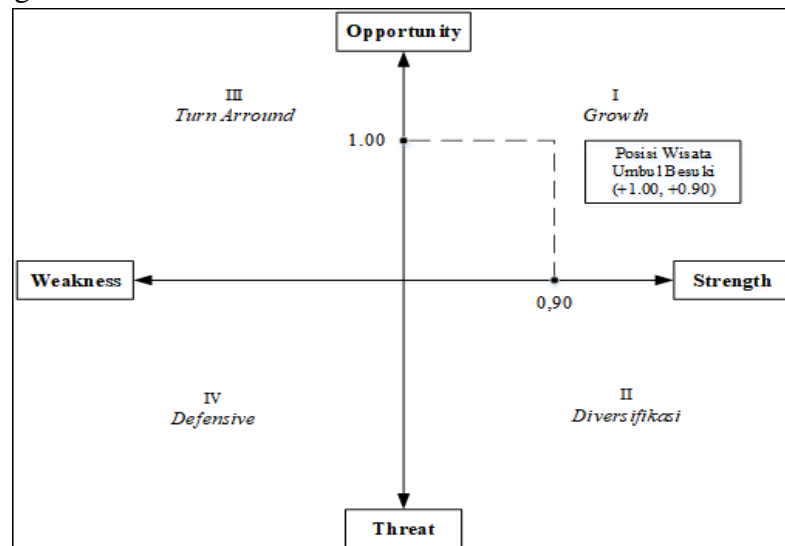 g
Opportunity
III
Turn Arround
I
Growth
1.00
Posisi Wisata
Umbul Besuki
(+1.00, +0.90)
Weakness
Strength
0,90
IV
Defensive
II
Diversifikasi
Threat